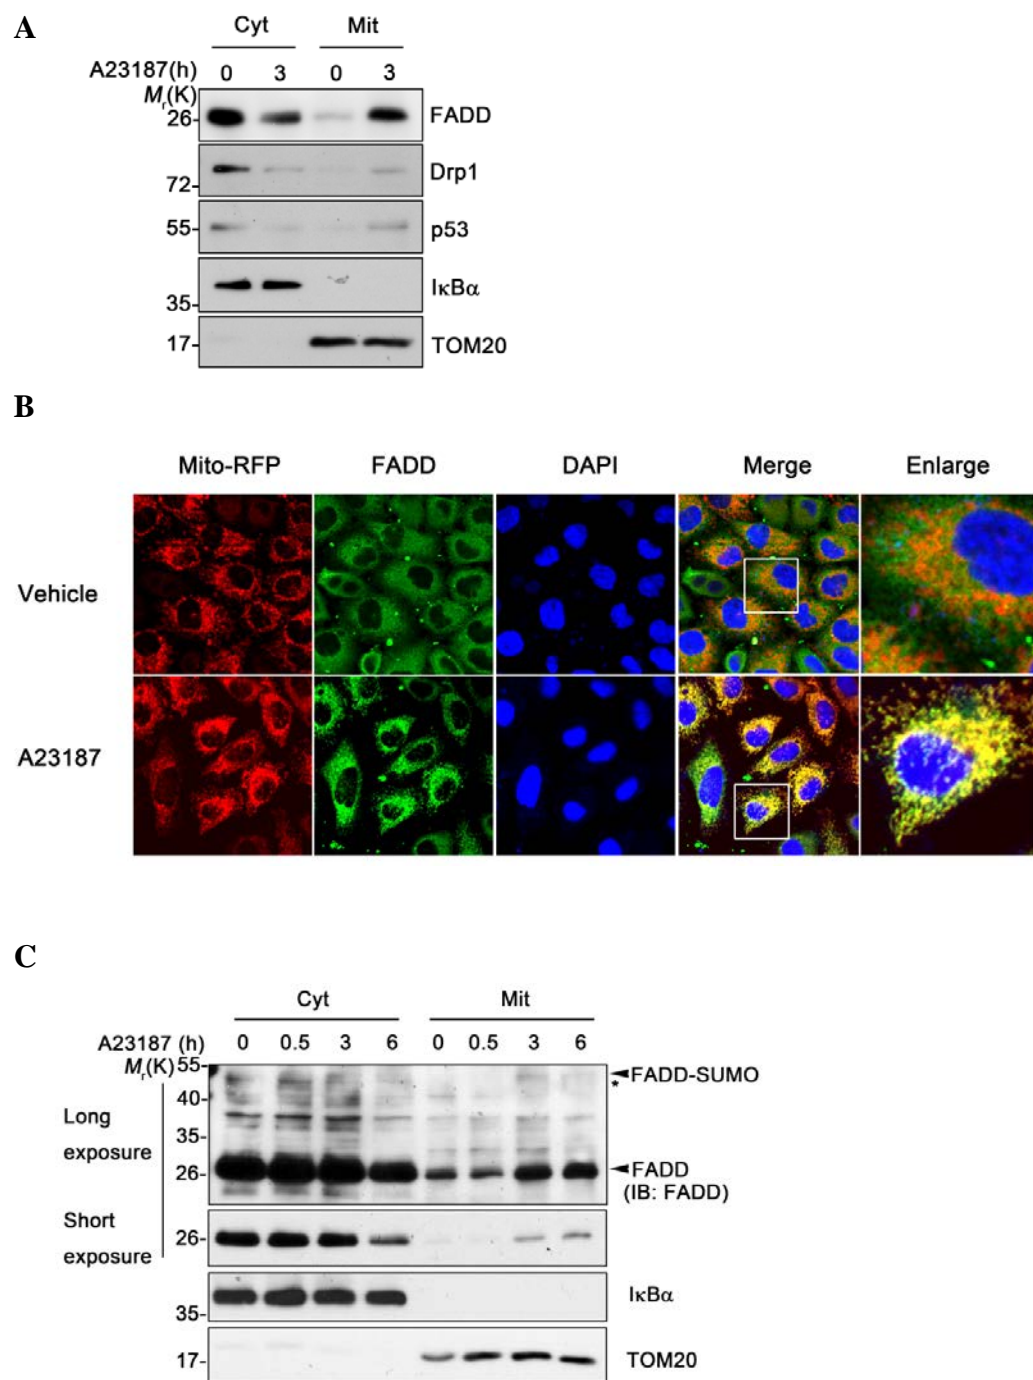 A
Cyt Mit
A23187(h) 0 3 0 3
Mr(K)
26- FADD
Drp1
72-
55- p53
IκBα
35-
17- TOM20
B
Mito-RFP FADD DAPI Merge Enlarge
Vehicle
A23187
C
Cyt Mit
A23187 (h) 0 0.5 3 6 0 0.5 3 6
Mr(K) 55-
FADD-SUMO
*
40-
Long
exposure
35-
26- FADD
(IB: FADD)
Short
exposure
26-
IκBα
35-
17- TOM20